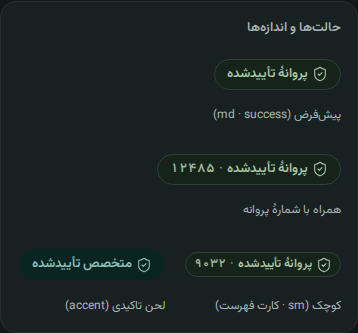 حالت‌ها و اندازه‌ها
پروانهٔ تأییدشده
پیش‌فرض (md · success)
پروانهٔ تأییدشده · ۱۲۴۸۵
همراه با شمارهٔ پروانه
پروانهٔ تأییدشده · ۹۰۳۲
متخصص تأییدشده
کوچک (sm · کارت فهرست)
لحن تاکیدی (accent)